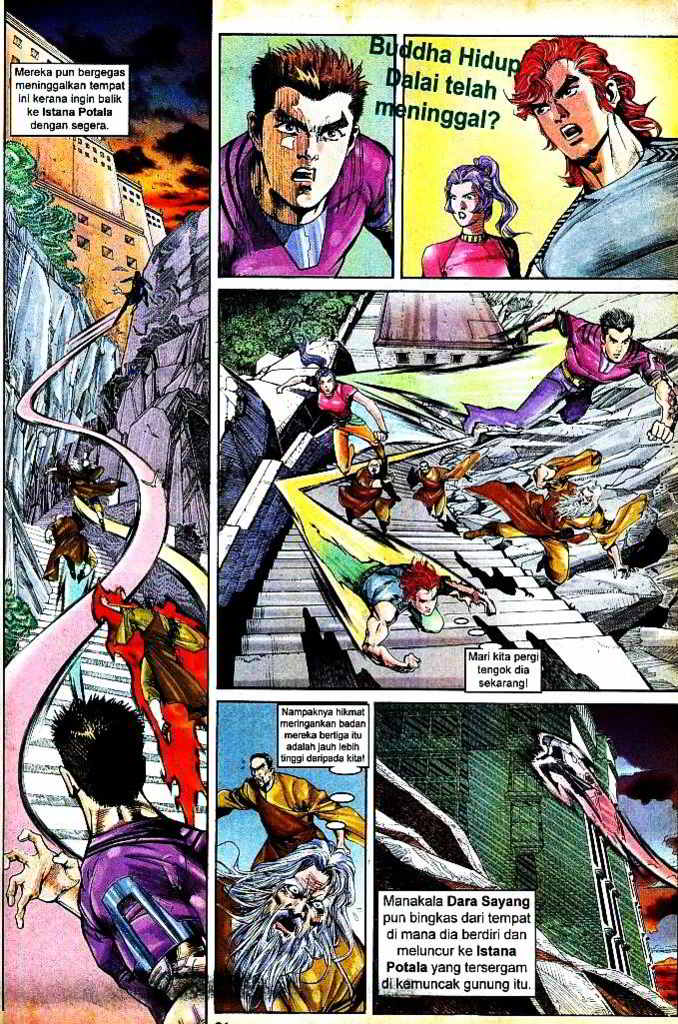 Mereka pun bergegas
meninggalkan tempat
ini kerana ingin balik
ke Istana Potala
dengan segera.
Buddha Hidup
Dalai telah
meninggal?
Mari kita pergi
tengok dia
sekarang!
Nampaknya hikmat
meringankan badan
mereka bertiga itu
adalah jauh lebih
tinggi daripada kita!
Manakala Dara Sayang
pun bingkas dari tempat
di mana dia berdiri dan
meluncur ke Istana
Potala yang tersergam
di kemuncak gunung itu.